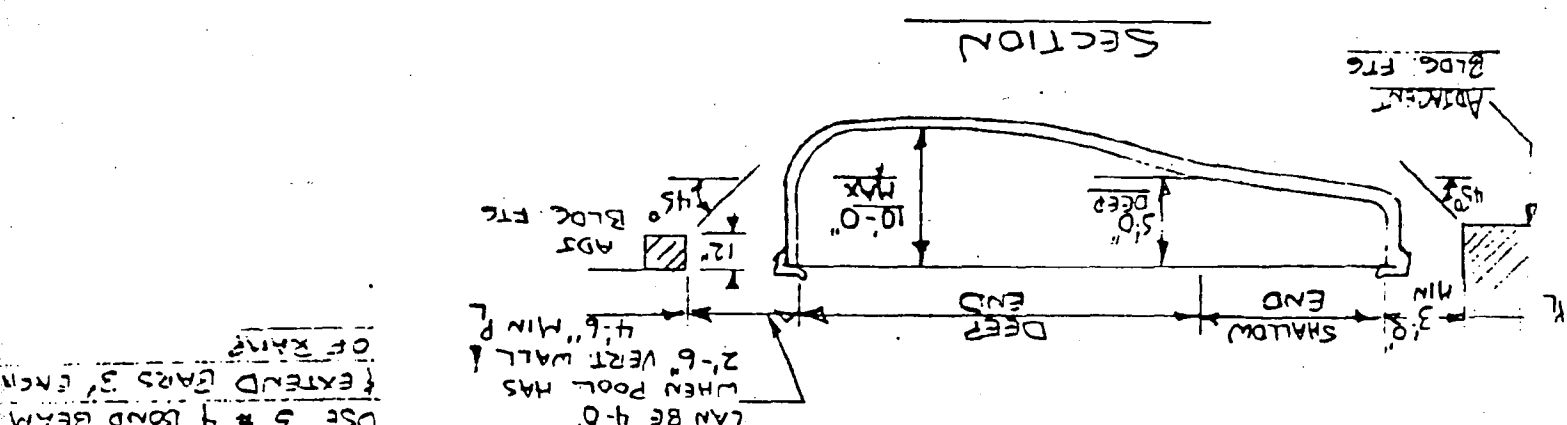 USE # 4 BOND BEAM
& EXTEND BARS 3'
OF RAMP
CAN BE 4-0
WHEN POOL HAS
2'-6" VERT WALL
4'-6" MIN PL
PL
3'0"
MIN
SHALLOW
END
DEEP
END
12"
ADJ
BLDG. FTG
45°
5'0"
DEEP
10'-0"
MAX
45°
ADJACENT
BLDG. FTG
SECTION